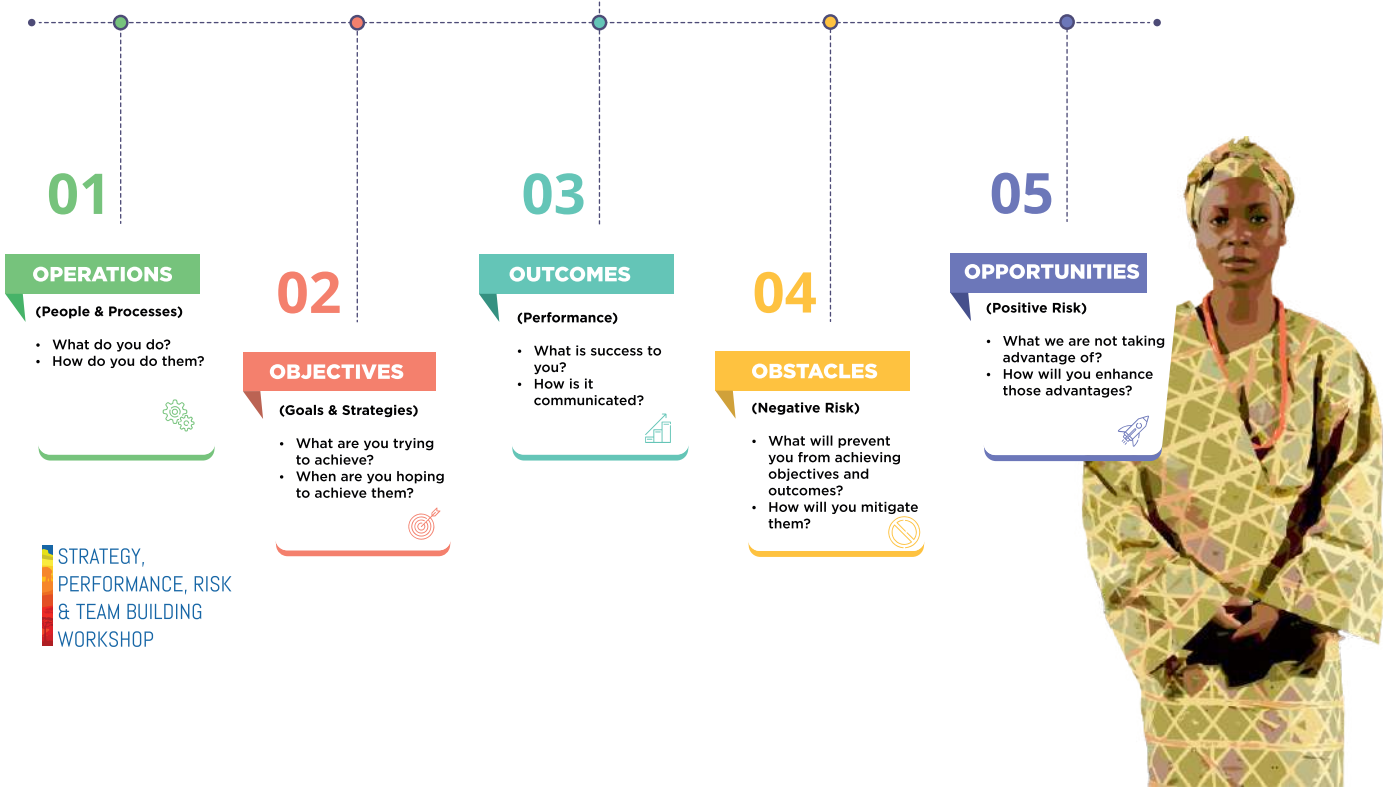 01
OPERATIONS
(People & Processes)
• What do you do?
• How do you do them?
02
OBJECTIVES
(Goals & Strategies)
• What are you trying
to achieve?
• When are you hoping
to achieve them?
03
OUTCOMES
(Performance)
• What is success to
you?
• How is it
communicated?
04
OBSTACLES
(Negative Risk)
• What will prevent
you from achieving
objectives and
outcomes?
• How will you mitigate
them?
05
OPPORTUNITIES
(Positive Risk)
• What we are not taking
advantage of?
• How will you enhance
those advantages?
STRATEGY,
PERFORMANCE, RISK
& TEAM BUILDING
WORKSHOP